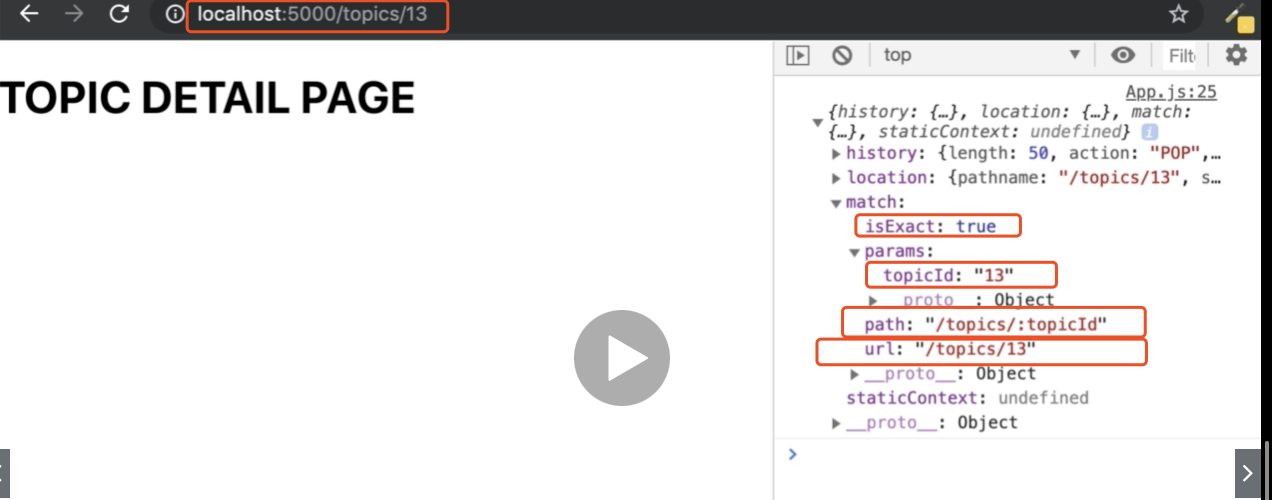 localhost:5000/topics/13
top
Filt
TOPIC DETAIL PAGE
App.js:25
{history: {…}, location: {…}, match:
{…}, staticContext: undefined} i
history: {length: 50, action: "POP",…
location: {pathname: "/topics/13", s…
match:
isExact: true
params:
topicId: "13"
__proto__: Object
path: "/topics/:topicId"
url: "/topics/13"
__proto__: Object
staticContext: undefined
__proto__: Object